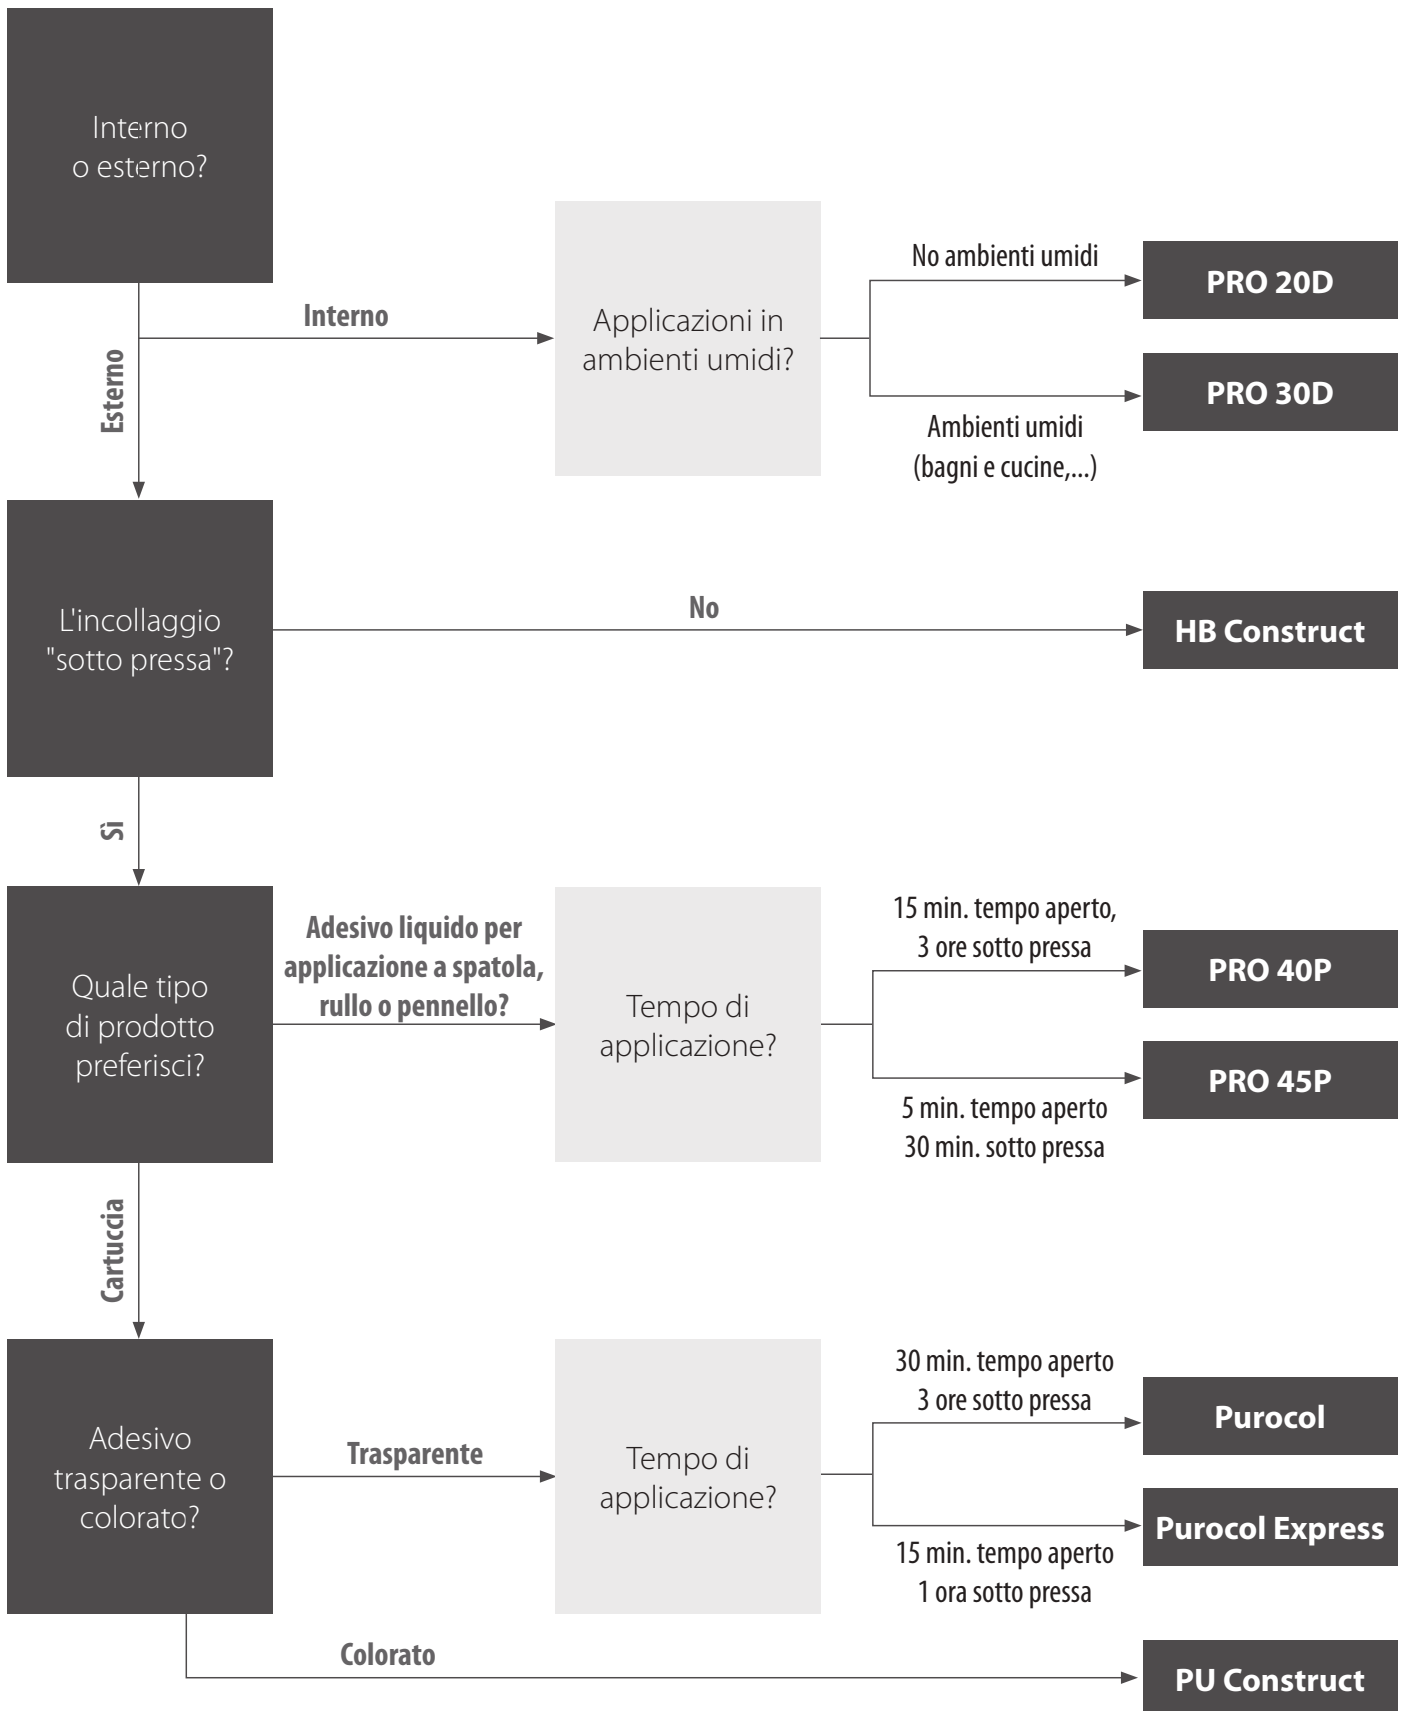 Interno
o esterno?
Interno
Esterno
Applicazioni in
ambienti umidi?
No ambienti umidi
PRO 20D
PRO 30D
Ambienti umidi
(bagni e cucine,...)
L'incollaggio
"sotto pressa"?
No
HB Construct
Sì
Quale tipo
di prodotto
preferisci?
Adesivo liquido per
applicazione a spatola,
rullo o pennello?
Tempo di
applicazione?
15 min. tempo aperto,
3 ore sotto pressa
PRO 40P
PRO 45P
5 min. tempo aperto
30 min. sotto pressa
Cartuccia
Adesivo
trasparente o
colorato?
Trasparente
Tempo di
applicazione?
30 min. tempo aperto
3 ore sotto pressa
Purocol
Purocol Express
15 min. tempo aperto
1 ora sotto pressa
Colorato
PU Construct